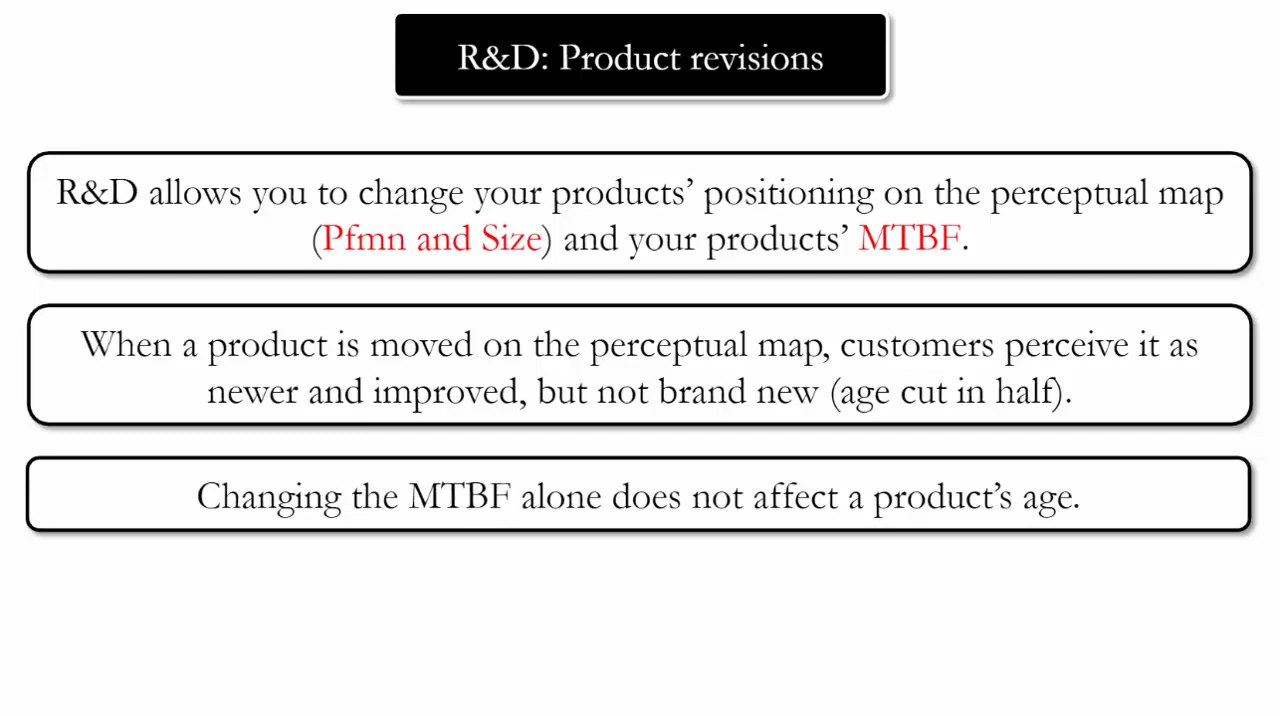 R&D: Product revisions
R&D allows you to change your products’ positioning on the perceptual map
(Pfmn and Size) and your products’ MTBF.
When a product is moved on the perceptual map, customers perceive it as
newer and improved, but not brand new (age cut in half).
Changing the MTBF alone does not affect a product’s age.